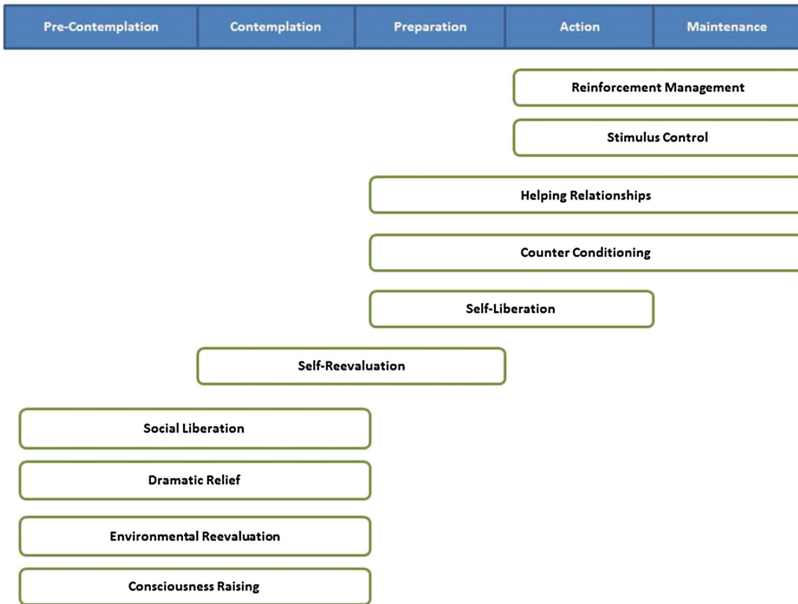 Pre-Contemplation Contemplation Preparation Action Maintenance
Reinforcement Management
Stimulus Control
Helping Relationships
Counter Conditioning
Self-Liberation
Self-Reevaluation
Social Liberation
Dramatic Relief
Environmental Reevaluation
Consciousness Raising